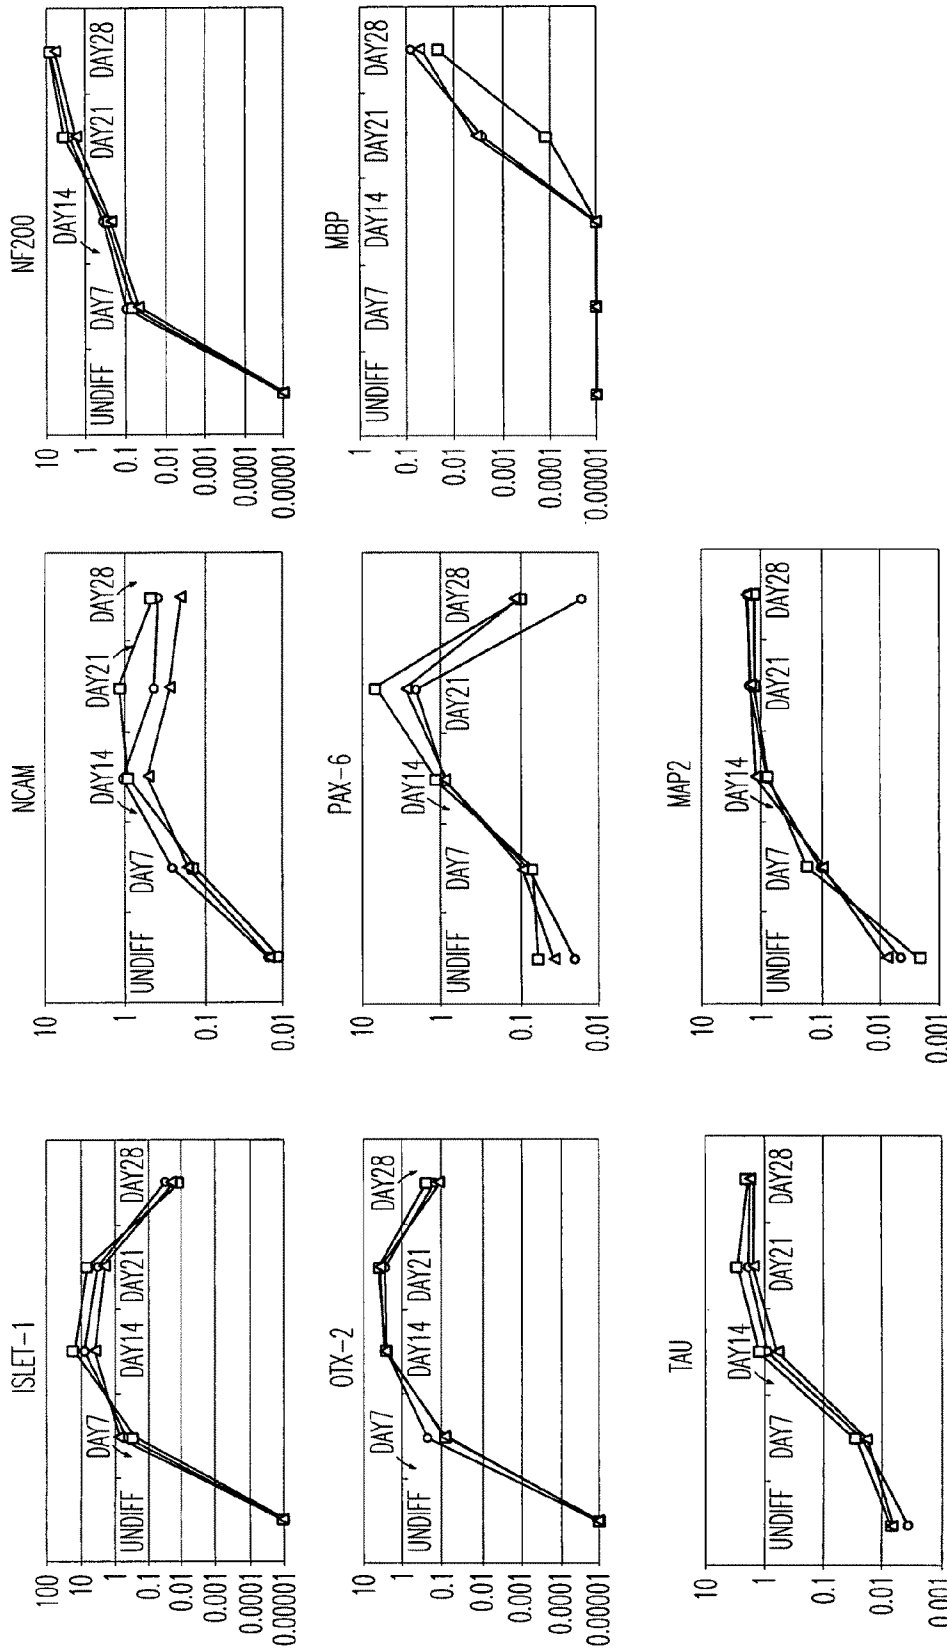 ISLET-1
100
10
1
0.1
0.01
0.001
0.0001
0.00001
UNDIFF
DAY7
DAY14
DAY21
DAY28
NCAM
10
1
0.1
0.01
UNDIFF
DAY7
DAY14
DAY21
DAY28
NF200
10
1
0.1
0.01
0.001
0.0001
0.00001
UNDIFF
DAY7
DAY14
DAY21
DAY28
OTX-2
10
1
0.1
0.01
0.001
0.0001
0.00001
UNDIFF
DAY7
DAY14
DAY21
DAY28
PAX-6
10
1
0.1
0.01
UNDIFF
DAY7
DAY14
DAY21
DAY28
MBP
1
0.1
0.01
0.001
0.0001
0.00001
UNDIFF
DAY7
DAY14
DAY21
DAY28
TAU
10
1
0.1
0.01
0.001
UNDIFF
DAY7
DAY14
DAY21
DAY28
MAP2
10
1
0.1
0.01
0.001
UNDIFF
DAY7
DAY14
DAY21
DAY28